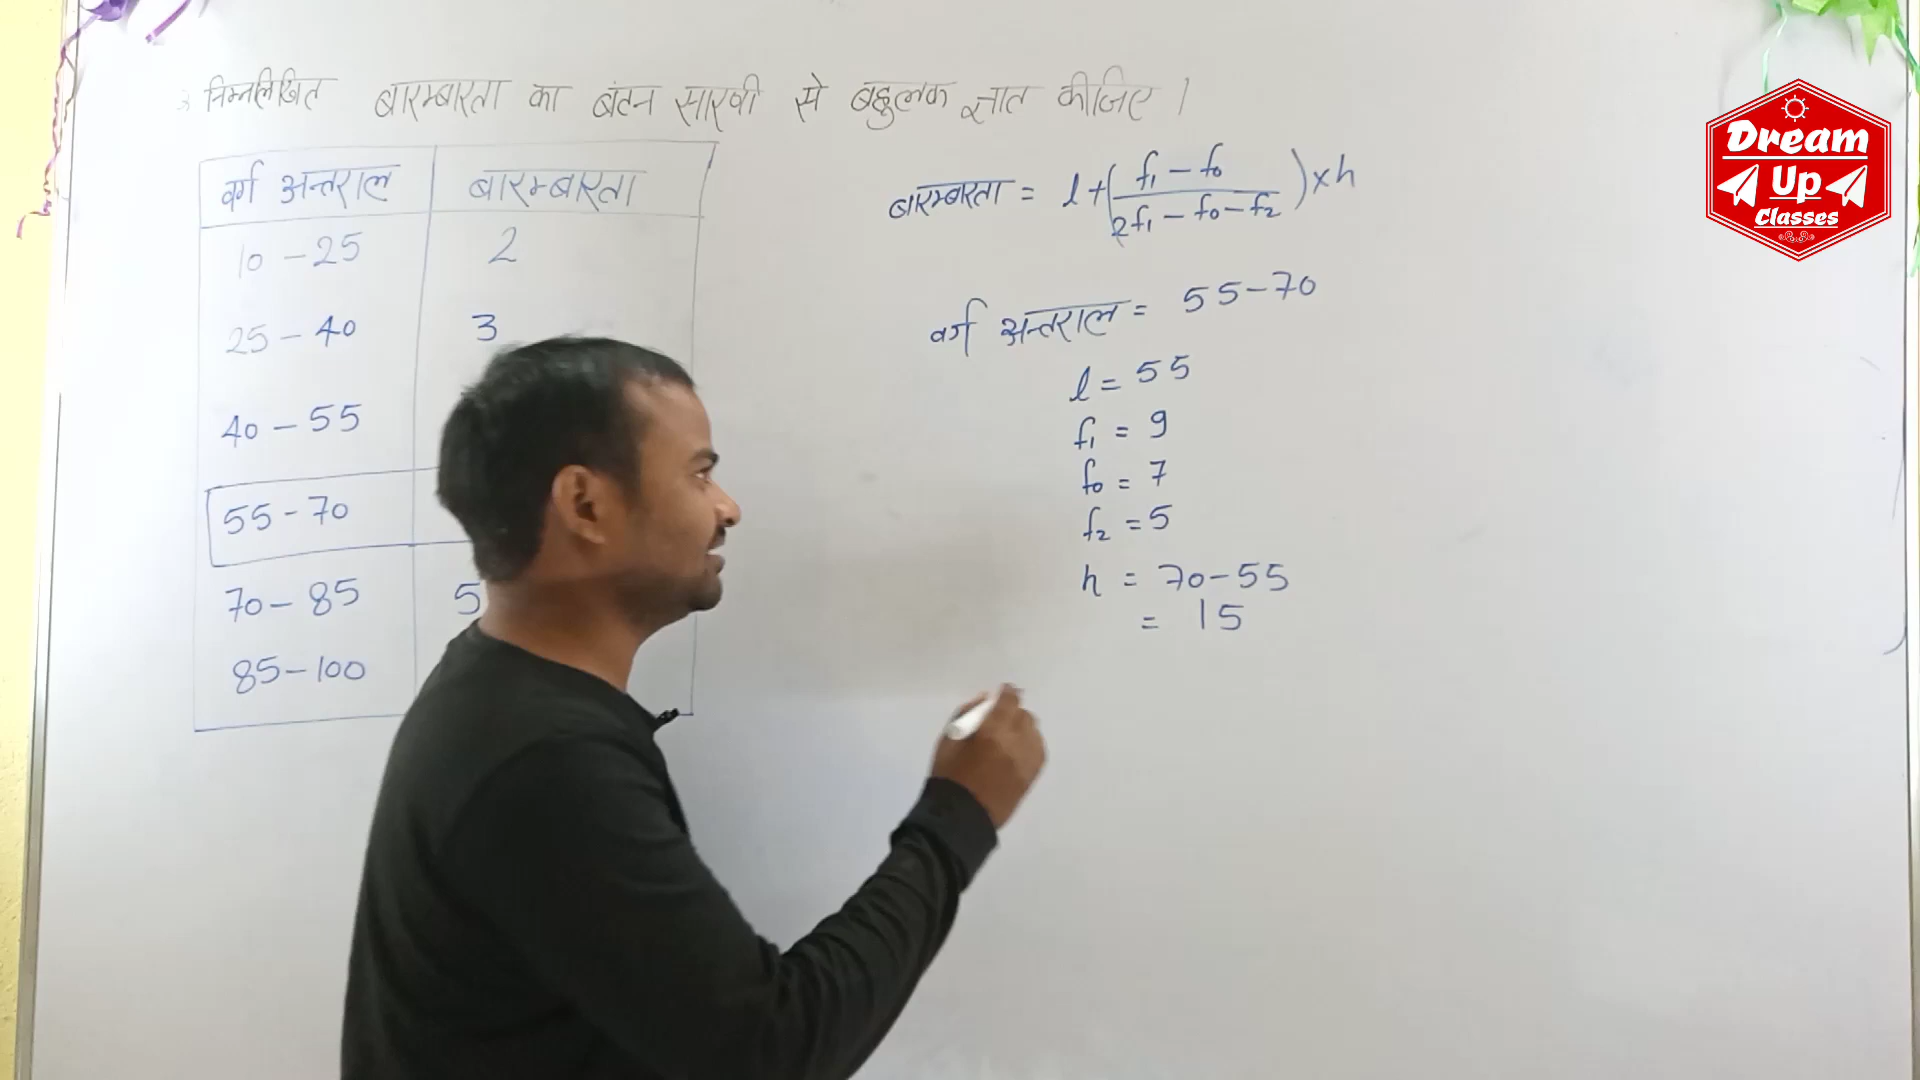 निम्नलिखित बारम्बारता का बंटन सारणी से बहुलक ज्ञात कीजिए।
वर्ग अन्तराल बारम्बारता
10 - 25 2
25 - 40 3
40 - 55
55 - 70
70 - 85 5
85 - 100
बारम्बारता = l + (f₁ - f₀ / 2f₁ - f₀ - f₂) × h
वर्ग अन्तराल = 55 - 70
l = 55
f₁ = 9
f₀ = 7
f₂ = 5
h = 70 - 55
= 15
Dream
Up
Classes